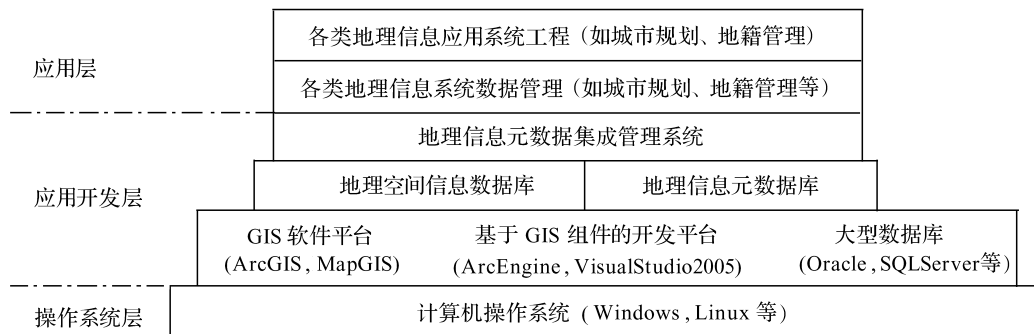 各类地理信息应用系统工程（如城市规划、地籍管理）
应用层
各类地理信息系统数据管理（如城市规划、地籍管理等）
地理信息元数据集成管理系统
应用开发层
地理空间信息数据库 地理信息元数据库
GIS 软件平台 基于 GIS 组件的开发平台 大型数据库
(ArcGIS, MapGIS) (ArcEngine, VisualStudio2005) (Oracle,SQLServer等)
操作系统层 计算机操作系统（Windows,Linux 等）